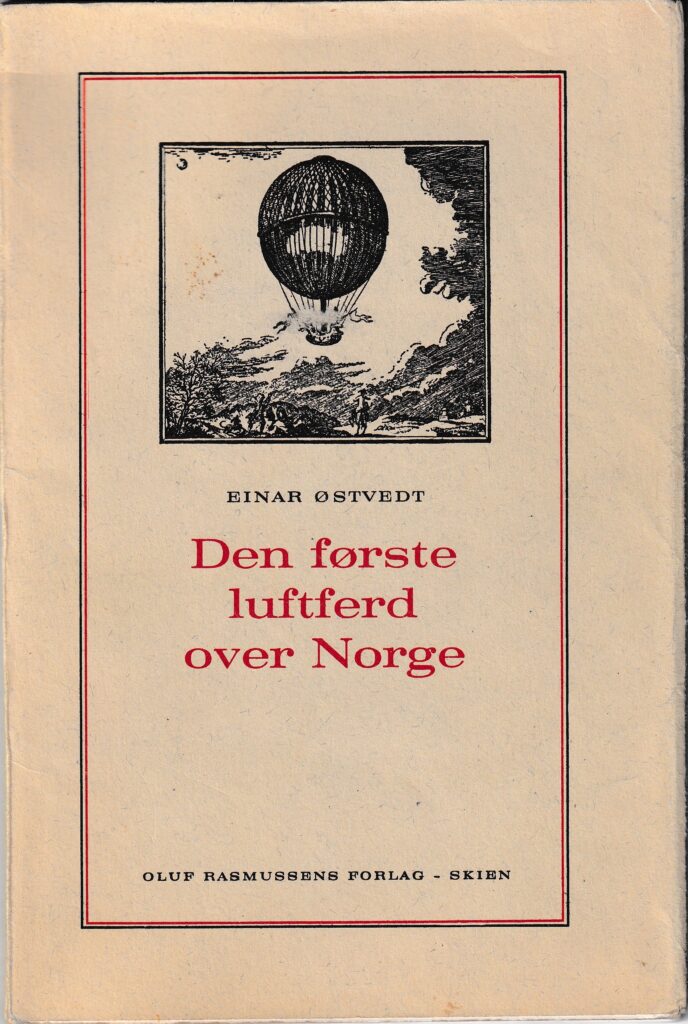 EINAR ØSTVEDT
Den første
luftferd
over Norge
OLUF RASMUSSENS FORLAG - SKIEN